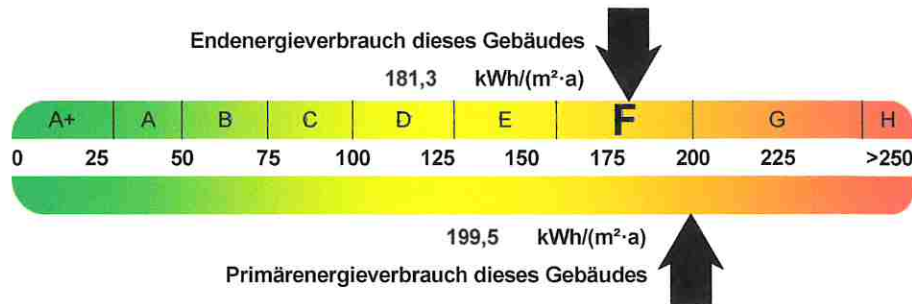 Endenergieverbrauch dieses Gebäudes
181,3 kWh/(m²·a)
A+ A B C D E F G H
0 25 50 75 100 125 150 175 200 225 >250
199,5 kWh/(m²·a)
Primärenergieverbrauch dieses Gebäudes